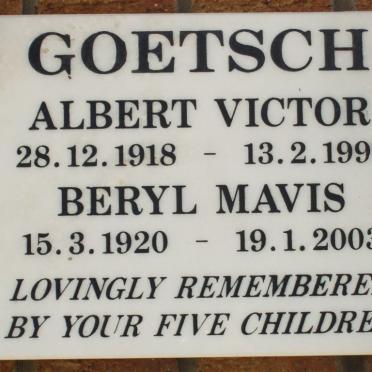 GOETSCH
ALBERT VICTOR
28.12.1918 - 13.2.199
BERYL MAVIS
15.3.1920 - 19.1.2003
LOVINGLY REMEMBERE
BY YOUR FIVE CHILDRE